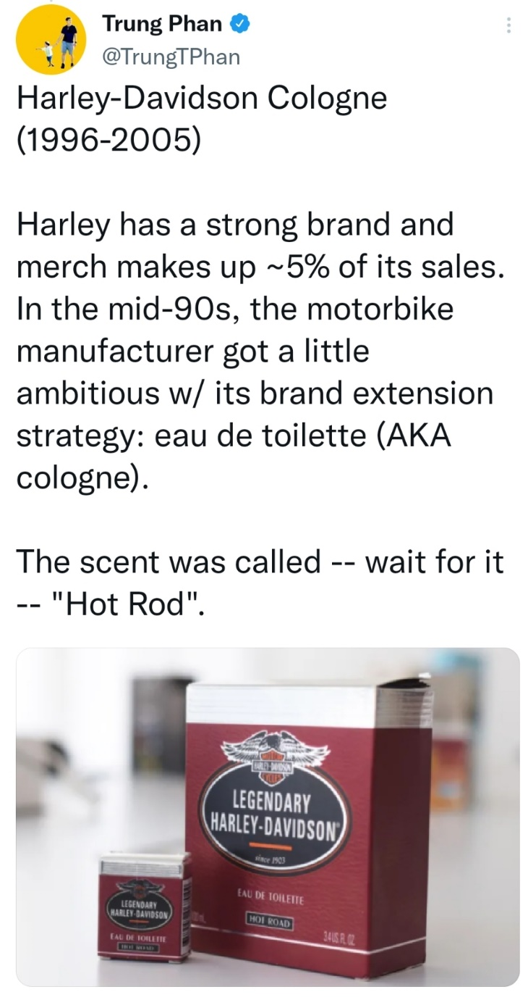 Trung Phan
@TrungTPhan
Harley-Davidson Cologne
(1996-2005)
Harley has a strong brand and
merch makes up ~5% of its sales.
In the mid-90s, the motorbike
manufacturer got a little
ambitious w/ its brand extension
strategy: eau de toilette (AKA
cologne).
The scent was called -- wait for it
-- "Hot Rod".
HARLEY-DAVIDSON
CYCLES
LEGENDARY
HARLEY-DAVIDSON
since 1903
EAU DE TOILETTE
HOT ROAD
3.4 US FL OZ
LEGENDARY
HARLEY-DAVIDSON
EAU DE TOILETTE
HOT ROAD